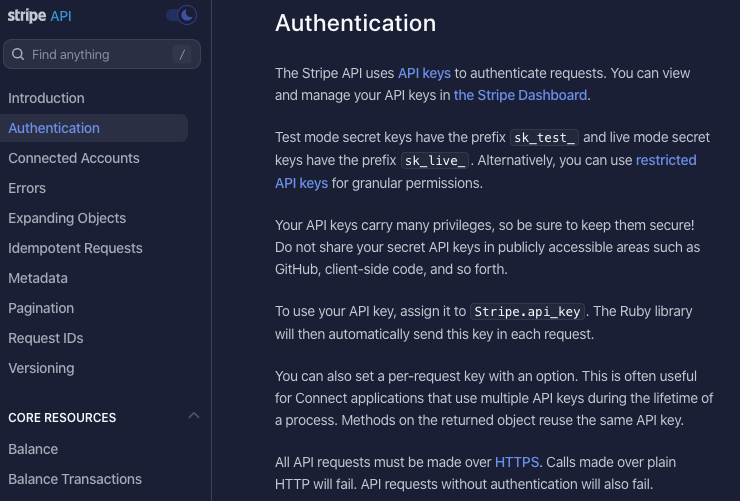 stripe API
Find anything /
Introduction
Authentication
Connected Accounts
Errors
Expanding Objects
Idempotent Requests
Metadata
Pagination
Request IDs
Versioning
CORE RESOURCES
Balance
Balance Transactions
Authentication
The Stripe API uses API keys to authenticate requests. You can view
and manage your API keys in the Stripe Dashboard.
Test mode secret keys have the prefix sk_test_ and live mode secret
keys have the prefix sk_live_. Alternatively, you can use restricted
API keys for granular permissions.
Your API keys carry many privileges, so be sure to keep them secure!
Do not share your secret API keys in publicly accessible areas such as
GitHub, client-side code, and so forth.
To use your API key, assign it to Stripe.api_key. The Ruby library
will then automatically send this key in each request.
You can also set a per-request key with an option. This is often useful
for Connect applications that use multiple API keys during the lifetime of
a process. Methods on the returned object reuse the same API key.
All API requests must be made over HTTPS. Calls made over plain
HTTP will fail. API requests without authentication will also fail.